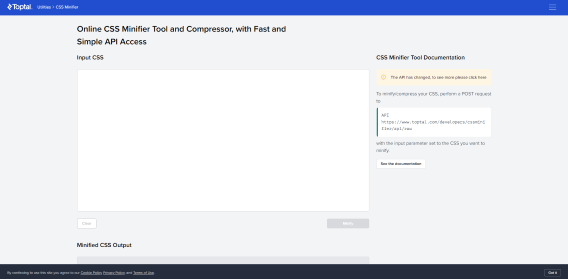 Toptal. Utilities > CSS Minifier
Online CSS Minifier Tool and Compressor, with Fast and
Simple API Access
Input CSS
Clear
Minify
Minified CSS Output
CSS Minifier Tool Documentation
The API has changed, to see more please click here
To minify/compress your CSS, perform a POST request
to
API
https://www.toptal.com/developers/cssmini
fier/api/raw
with the input parameter set to the CSS you want to
minify.
See the documentation
By continuing to use this site you agree to our Cookie Policy, Privacy Policy, and Terms of Use.
Got it